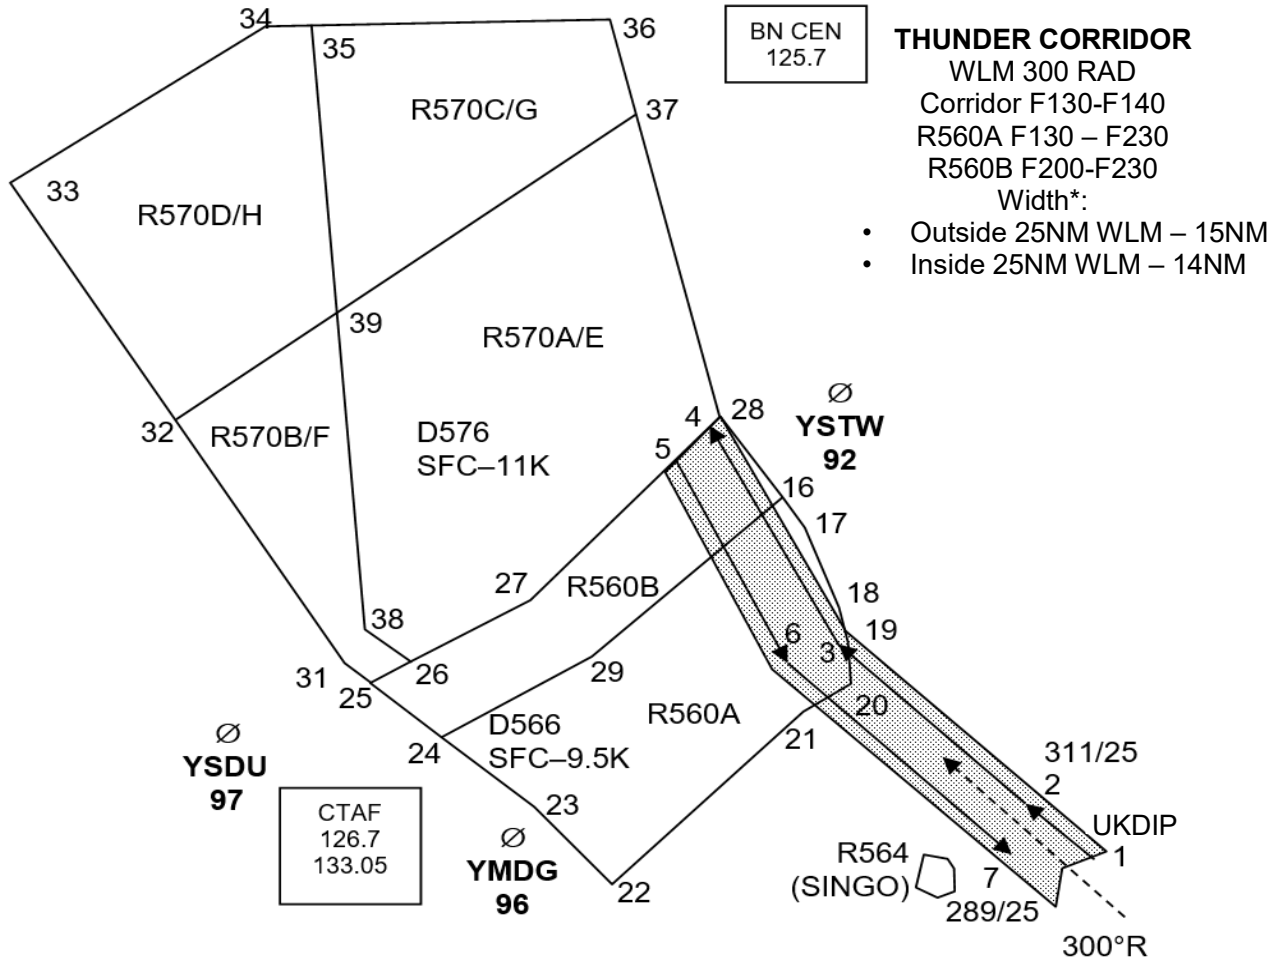 34
35
36
BN CEN
125.7
THUNDER CORRIDOR
WLM 300 RAD
Corridor F130-F140
R560A F130 – F230
R560B F200-F230
Width*:
• Outside 25NM WLM – 15NM
• Inside 25NM WLM – 14NM
R570C/G
37
33
R570D/H
39
R570A/E
32
R570B/F
D576
SFC–11K
4
28
5
Ø
YSTW
92
16
17
27
R560B
18
38
6
3
19
31
25
26
29
R560A
20
D566
SFC–9.5K
21
24
Ø
YSDU
97
311/25
2
23
CTAF
126.7
133.05
Ø
YMDG
96
UKDIP
1
R564
(SINGO)
7
289/25
22
300°R